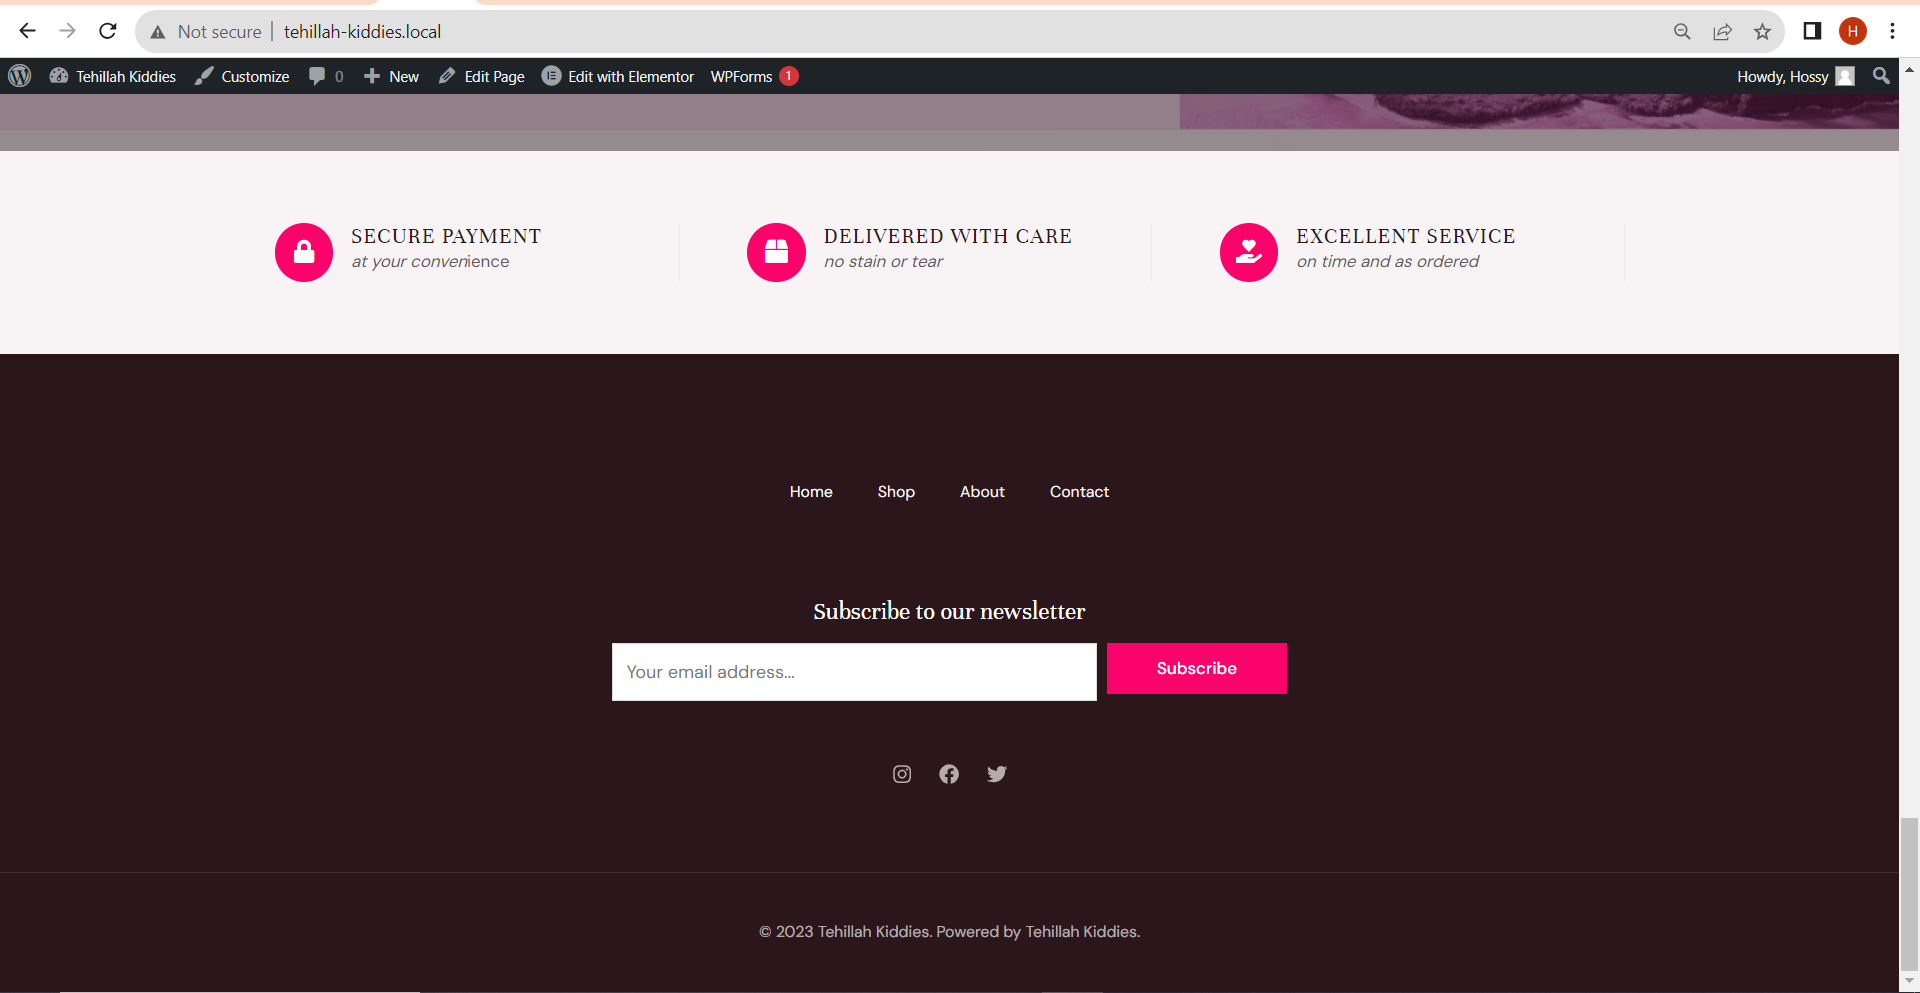 Not secure | tehillah-kiddies.local
H
Tehillah Kiddies Customize 0 New Edit Page Edit with Elementor WPForms 1 Howdy, Hossy
SECURE PAYMENT
at your convenience
DELIVERED WITH CARE
no stain or tear
EXCELLENT SERVICE
on time and as ordered
Home Shop About Contact
Subscribe to our newsletter
Your email address...
Subscribe
© 2023 Tehillah Kiddies. Powered by Tehillah Kiddies.